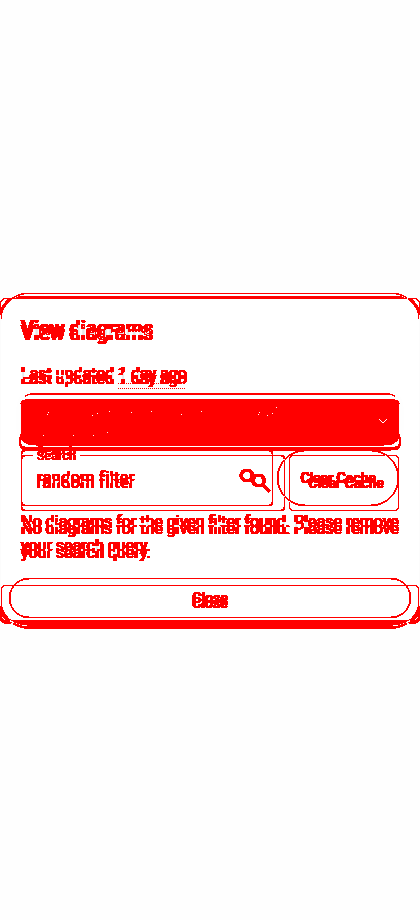 View diagrams
Last updated: 1 day ago
search
random filter
Clear Cache
No diagrams for the given filter found. Please remove
your search query.
Close